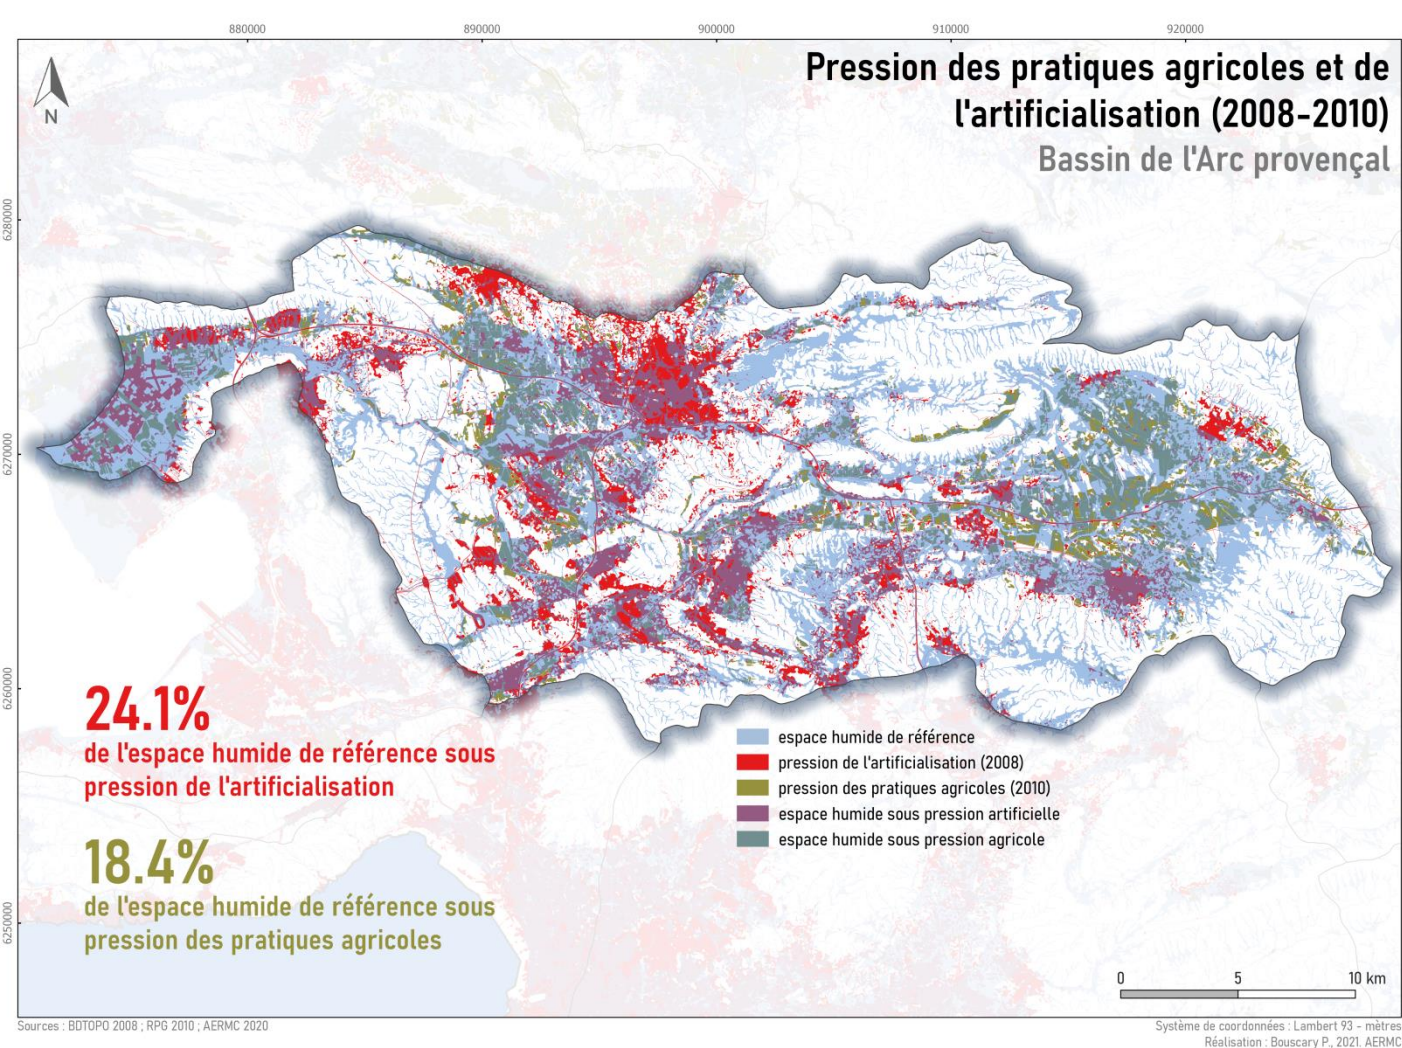 880000
890000
900000
910000
920000
Pression des pratiques agricoles et de
l'artificialisation (2008-2010)
Bassin de l'Arc provençal
N
6280000
6270000
6260000
6250000
24.1%
de l'espace humide de référence sous
pression de l'artificialisation
18.4%
de l'espace humide de référence sous
pression des pratiques agricoles
espace humide de référence
pression de l'artificialisation (2008)
pression des pratiques agricoles (2010)
espace humide sous pression artificielle
espace humide sous pression agricole
0 5 10 km
Sources : BDTOPO 2008 ; RPG 2010 ; AERMC 2020
Système de coordonnées : Lambert 93 - mètres
Réalisation : Bouscary P., 2021. AERMC